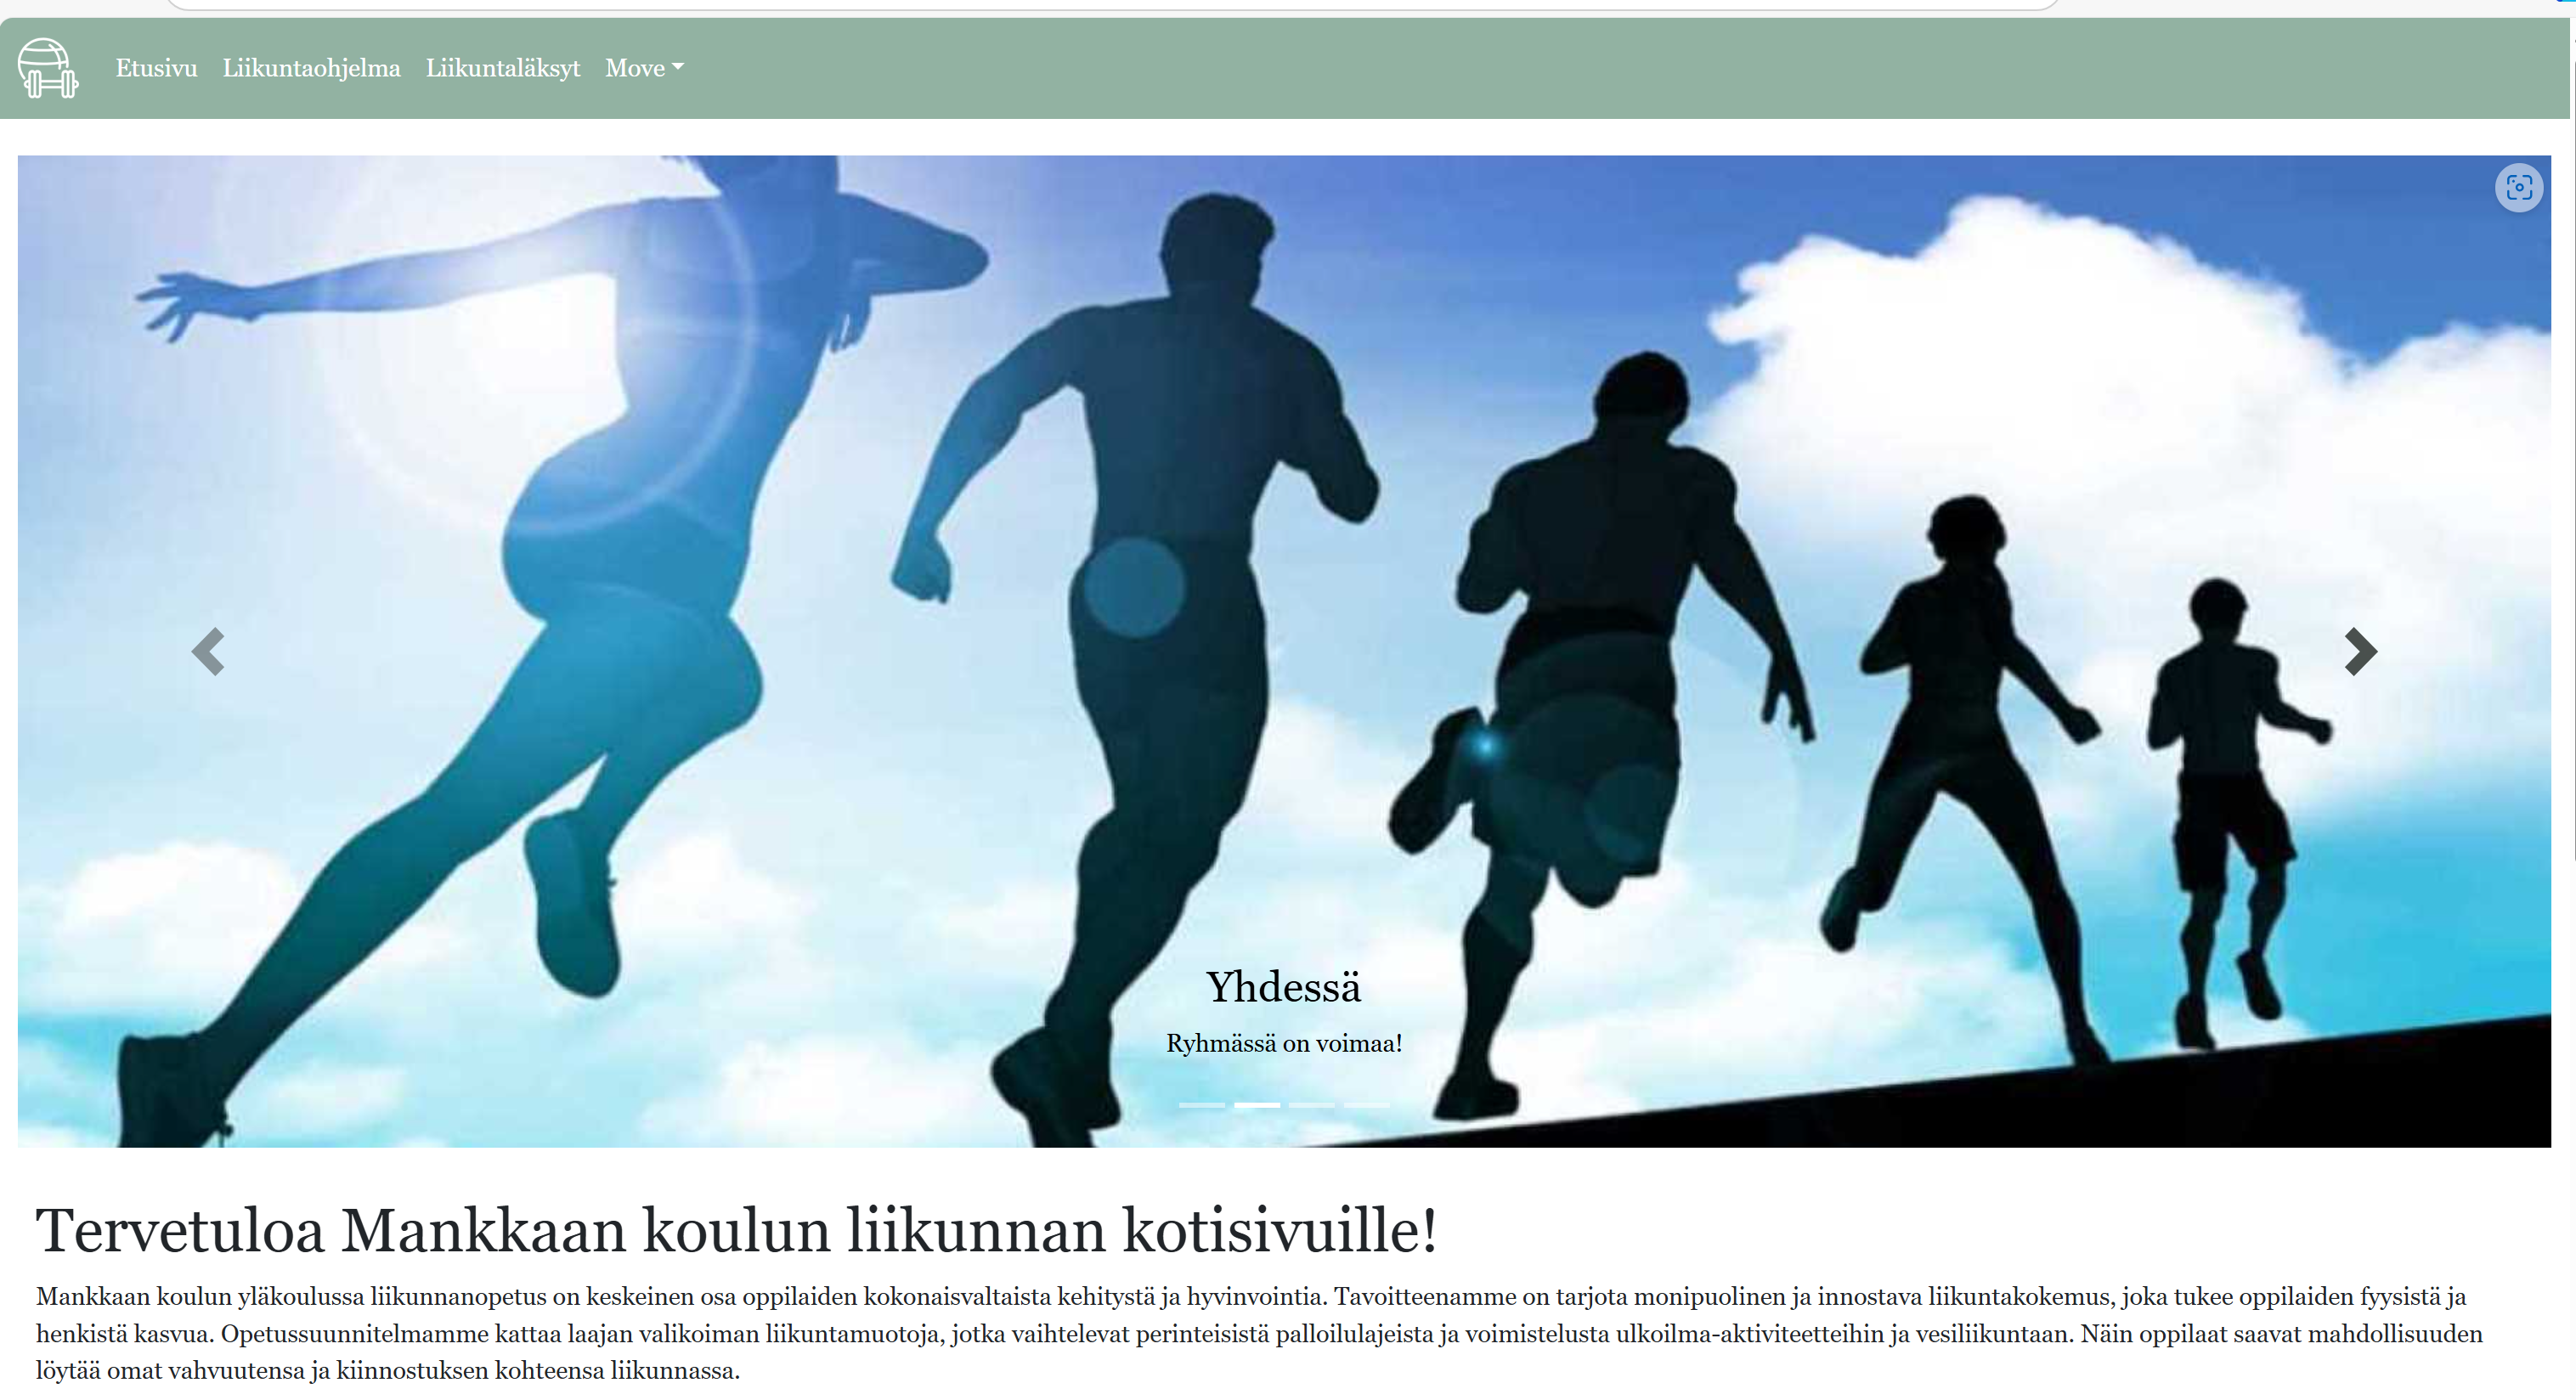 Etusivu Liikuntaohjelma Liikuntaläksyt Move
Yhdessä
Ryhmässä on voimaa!
Tervetuloa Mankkaan koulun liikunnan kotisivuille!
Mankkaan koulun yläkoulussa liikunnanopetus on keskeinen osa oppilaiden kokonaisvaltaista kehitystä ja hyvinvointia. Tavoitteenamme on tarjota monipuolinen ja innostava liikuntakokemus, joka tukee oppilaiden fyysistä ja
henkistä kasvua. Opetussuunnitelmamme kattaa laajan valikoiman liikuntamuotoja, jotka vaihtelevat perinteisistä palloilulajeista ja voimistelusta ulkoilma-aktiviteetteihin ja vesiliikuntaan. Näin oppilaat saavat mahdollisuuden
löytää omat vahvuutensa ja kiinnostuksen kohteensa liikunnassa.